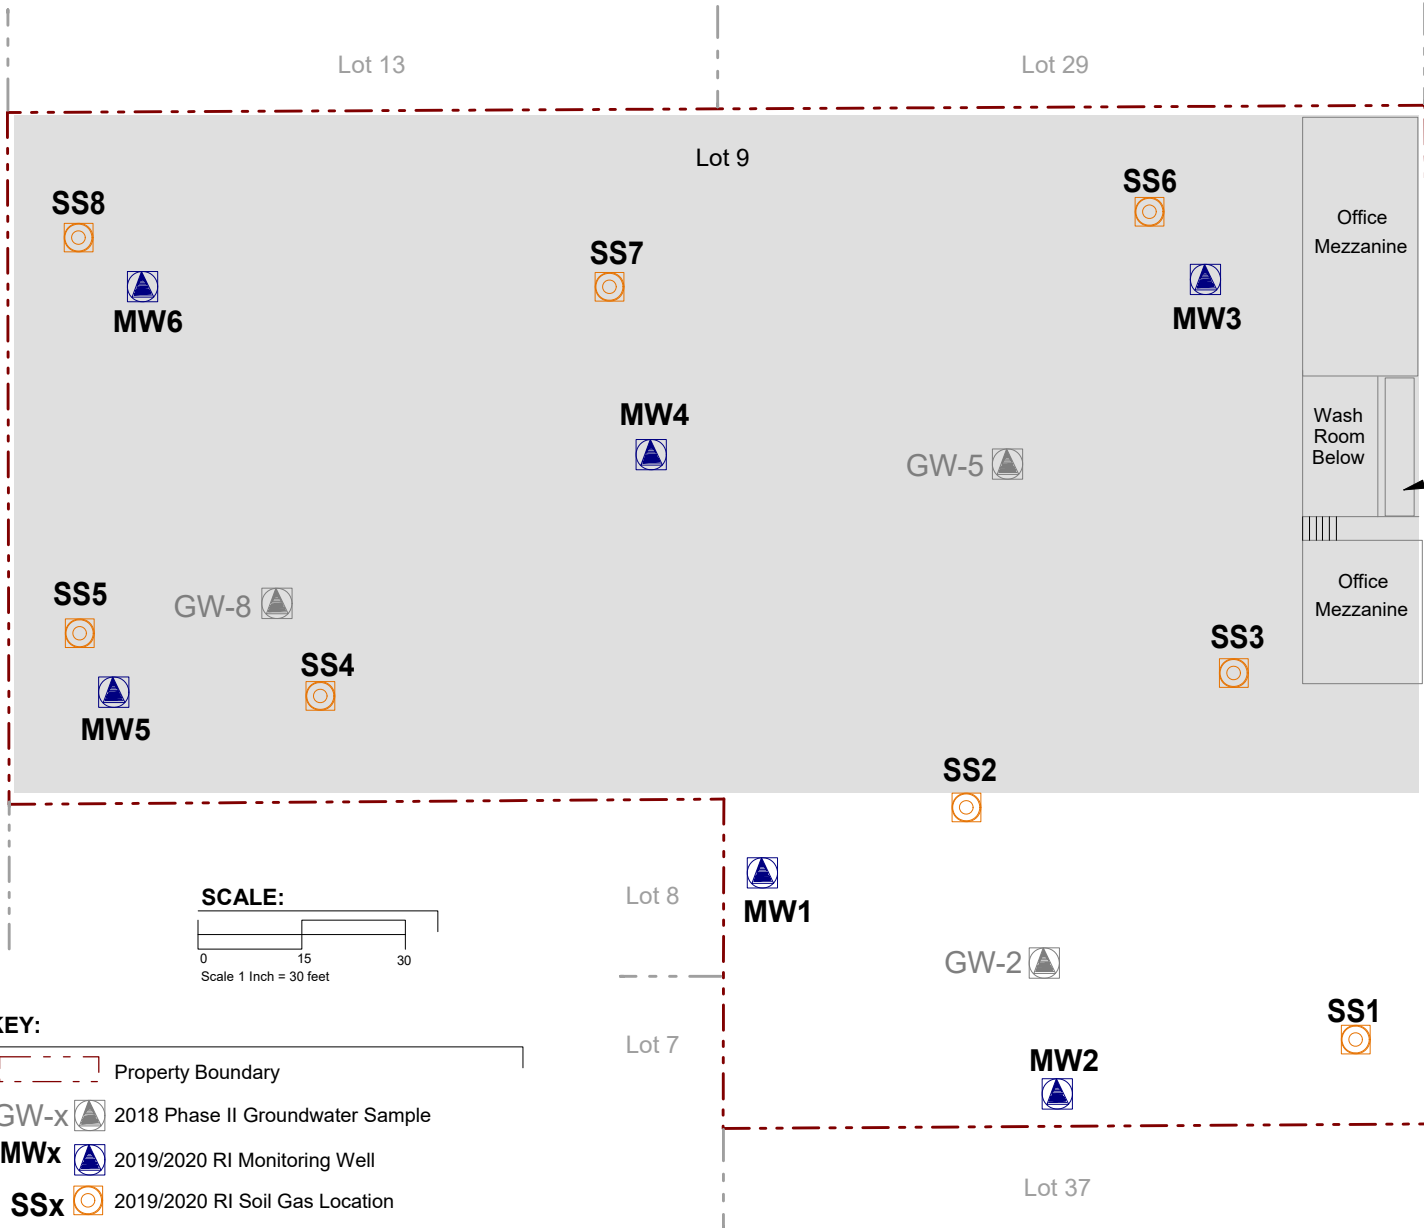 Lot 13
Lot 29
Lot 9
SS8
SS7
SS6
Office
Mezzanine
MW6
MW3
MW4
Wash
Room
Below
GW-5
SS5
GW-8
Office
Mezzanine
SS4
SS3
MW5
SS2
SCALE:
Lot 8
MW1
0 15 30
Scale 1 Inch = 30 feet
GW-2
SS1
KEY:
Lot 7
MW2
Property Boundary
GW-x 2018 Phase II Groundwater Sample
MWx 2019/2020 RI Monitoring Well
SSx 2019/2020 RI Soil Gas Location
Lot 37